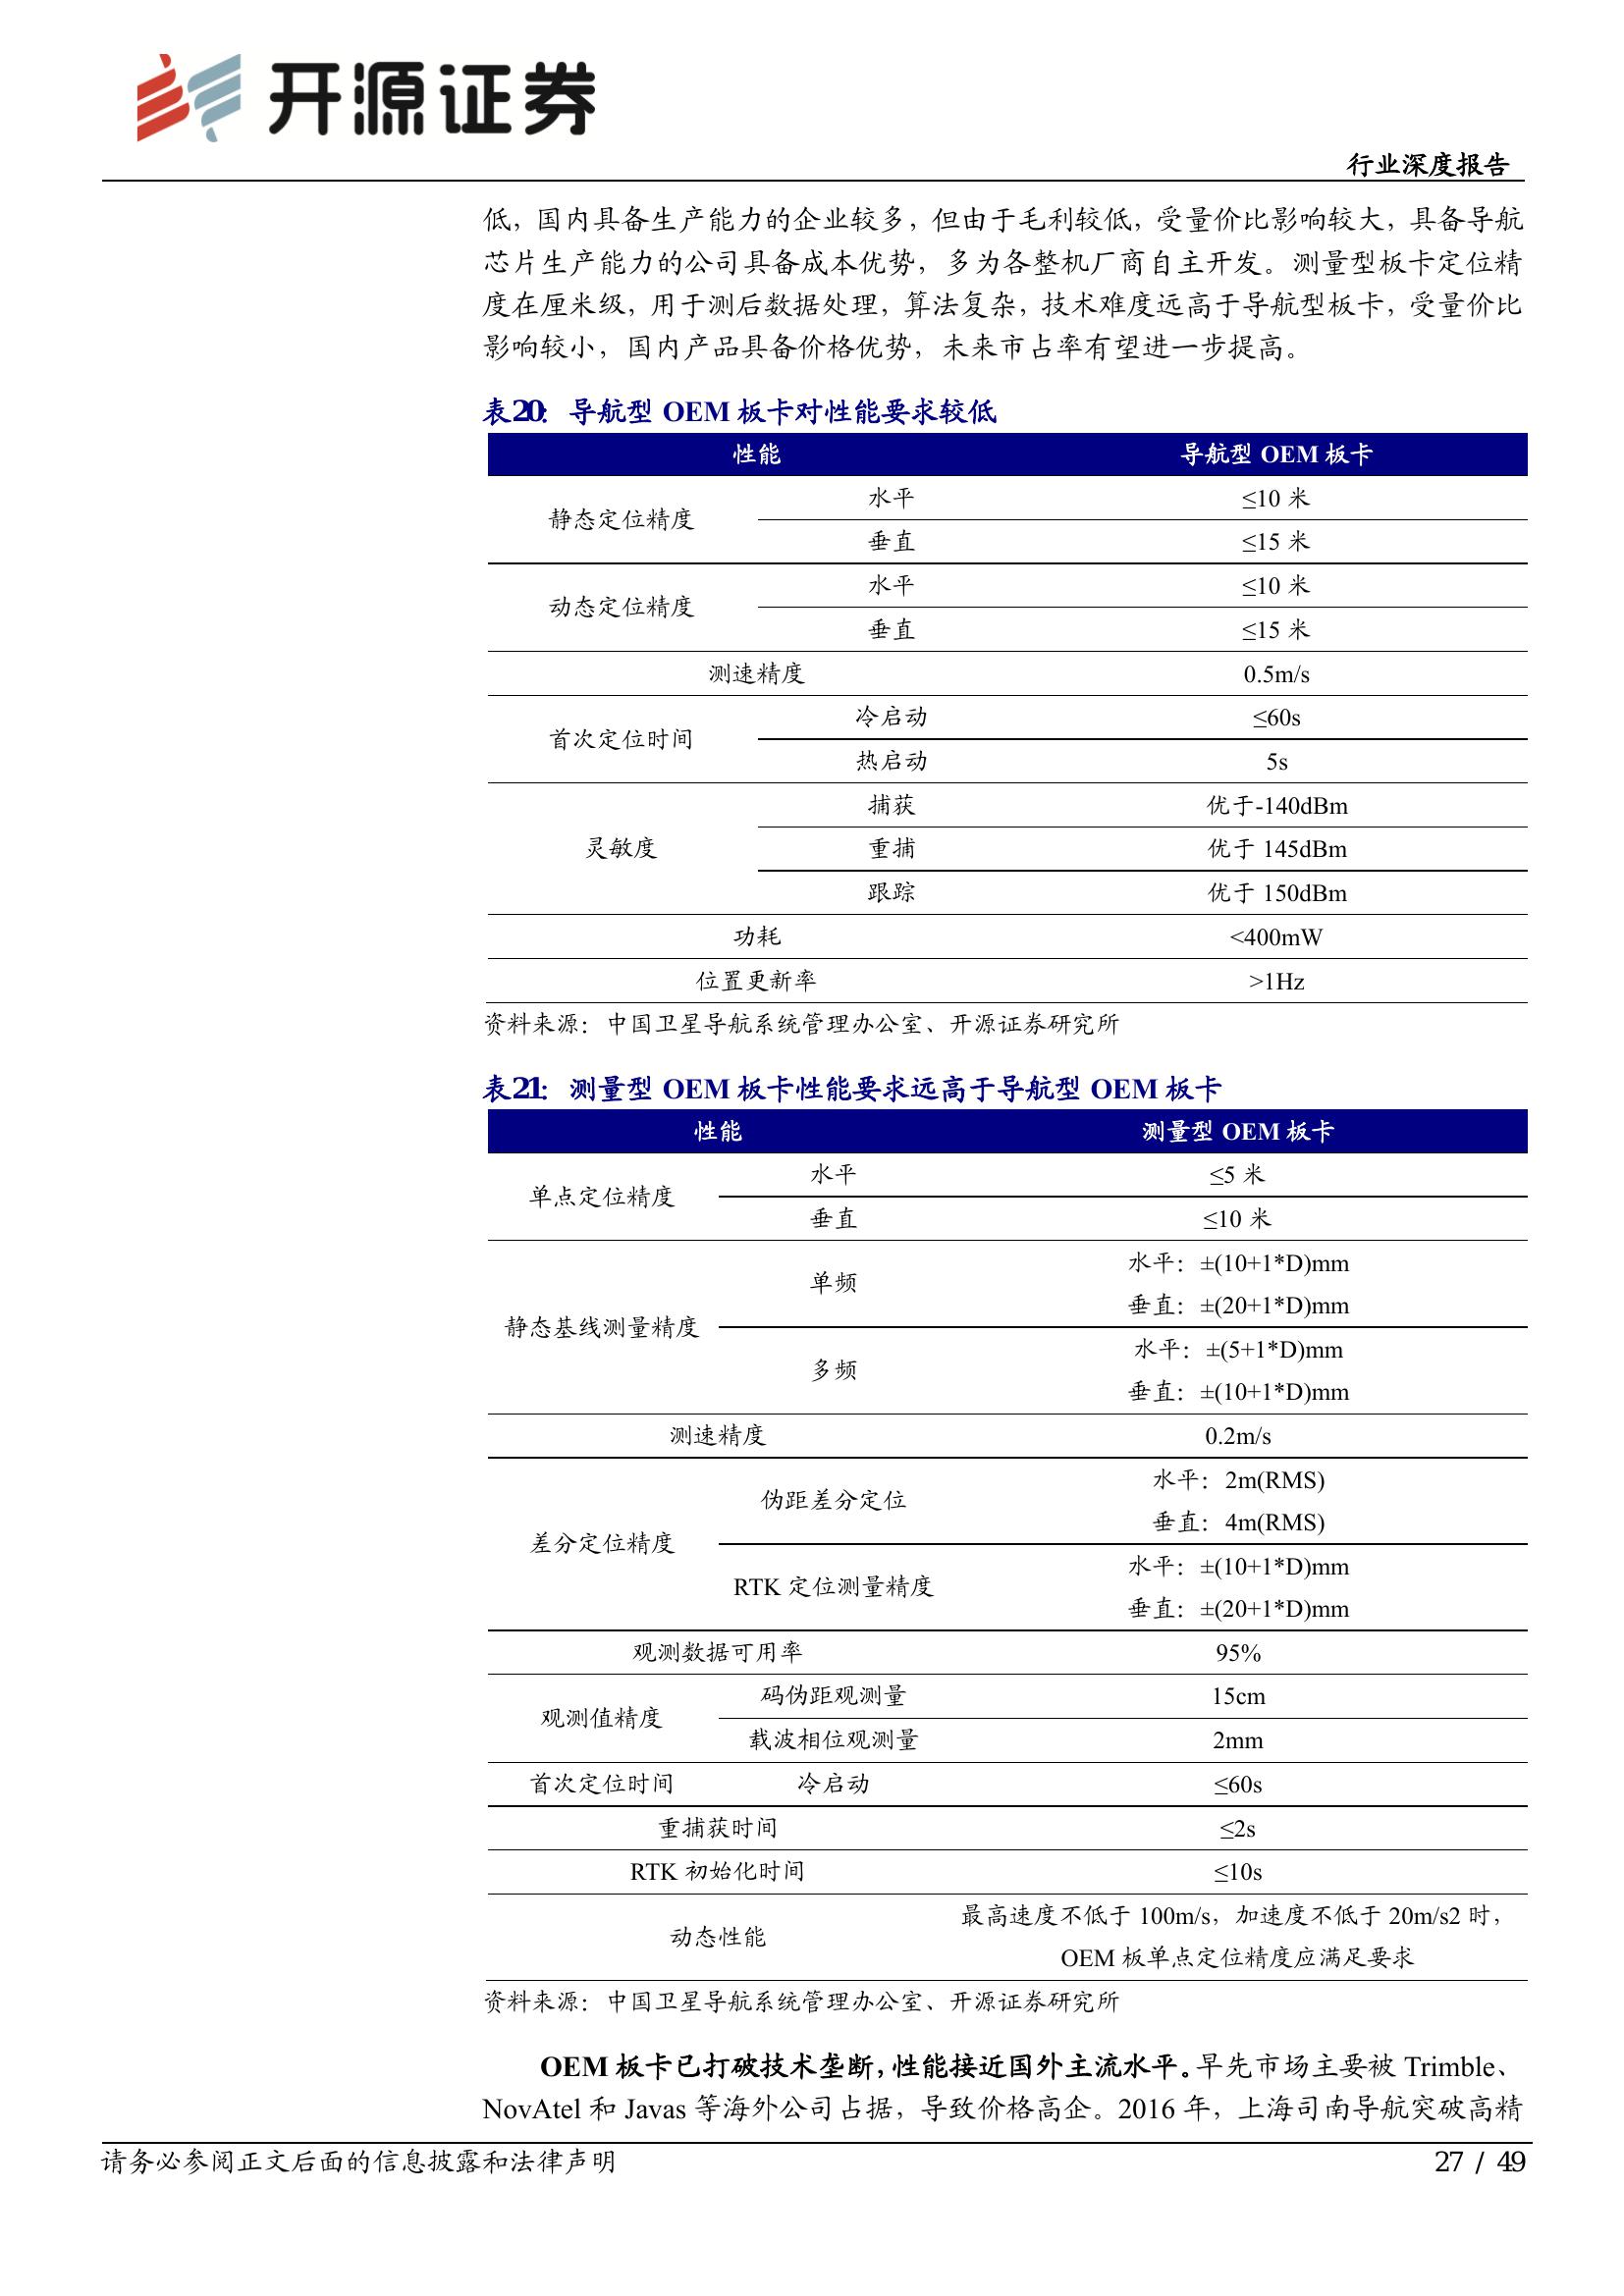 开源证券
行业深度报告
低，国内具备生产能力的企业较多，但由于毛利较低，受量价比影响较大，具备导航
芯片生产能力的公司具备成本优势，多为各整机厂商自主开发。测量型板卡定位精
度在厘米级，用于测后数据处理，算法复杂，技术难度远高于导航型板卡，受量价比
影响较小，国内产品具备价格优势，未来市占率有望进一步提高。
表20：导航型 OEM 板卡对性能要求较低
性能 导航型 OEM 板卡
静态定位精度 水平 ≤10 米
垂直 ≤15 米
动态定位精度 水平 ≤10 米
垂直 ≤15 米
测速精度 0.5m/s
首次定位时间 冷启动 ≤60s
热启动 5s
灵敏度 捕获 优于-140dBm
重捕 优于 145dBm
跟踪 优于 150dBm
功耗 <400mW
位置更新率 >1Hz
资料来源：中国卫星导航系统管理办公室、开源证券研究所
表21：测量型 OEM 板卡性能要求远高于导航型 OEM 板卡
性能 测量型 OEM 板卡
单点定位精度 水平 ≤5 米
垂直 ≤10 米
静态基线测量精度 单频 水平：±(10+1*D)mm
垂直：±(20+1*D)mm
多频 水平：±(5+1*D)mm
垂直：±(10+1*D)mm
测速精度 0.2m/s
差分定位精度 伪距差分定位 水平：2m(RMS)
垂直：4m(RMS)
RTK 定位测量精度 水平：±(10+1*D)mm
垂直：±(20+1*D)mm
观测数据可用率 95%
观测值精度 码伪距观测量 15cm
载波相位观测量 2mm
首次定位时间 冷启动 ≤60s
重捕获时间 ≤2s
RTK 初始化时间 ≤10s
动态性能 最高速度不低于 100m/s，加速度不低于 20m/s2 时，
OEM 板单点定位精度应满足要求
资料来源：中国卫星导航系统管理办公室、开源证券研究所
OEM 板卡已打破技术垄断，性能接近国外主流水平。早先市场主要被 Trimble、
NovAtel 和 Javas 等海外公司占据，导致价格高企。2016 年，上海司南导航突破高精
请务必参阅正文后面的信息披露和法律声明 27 / 49